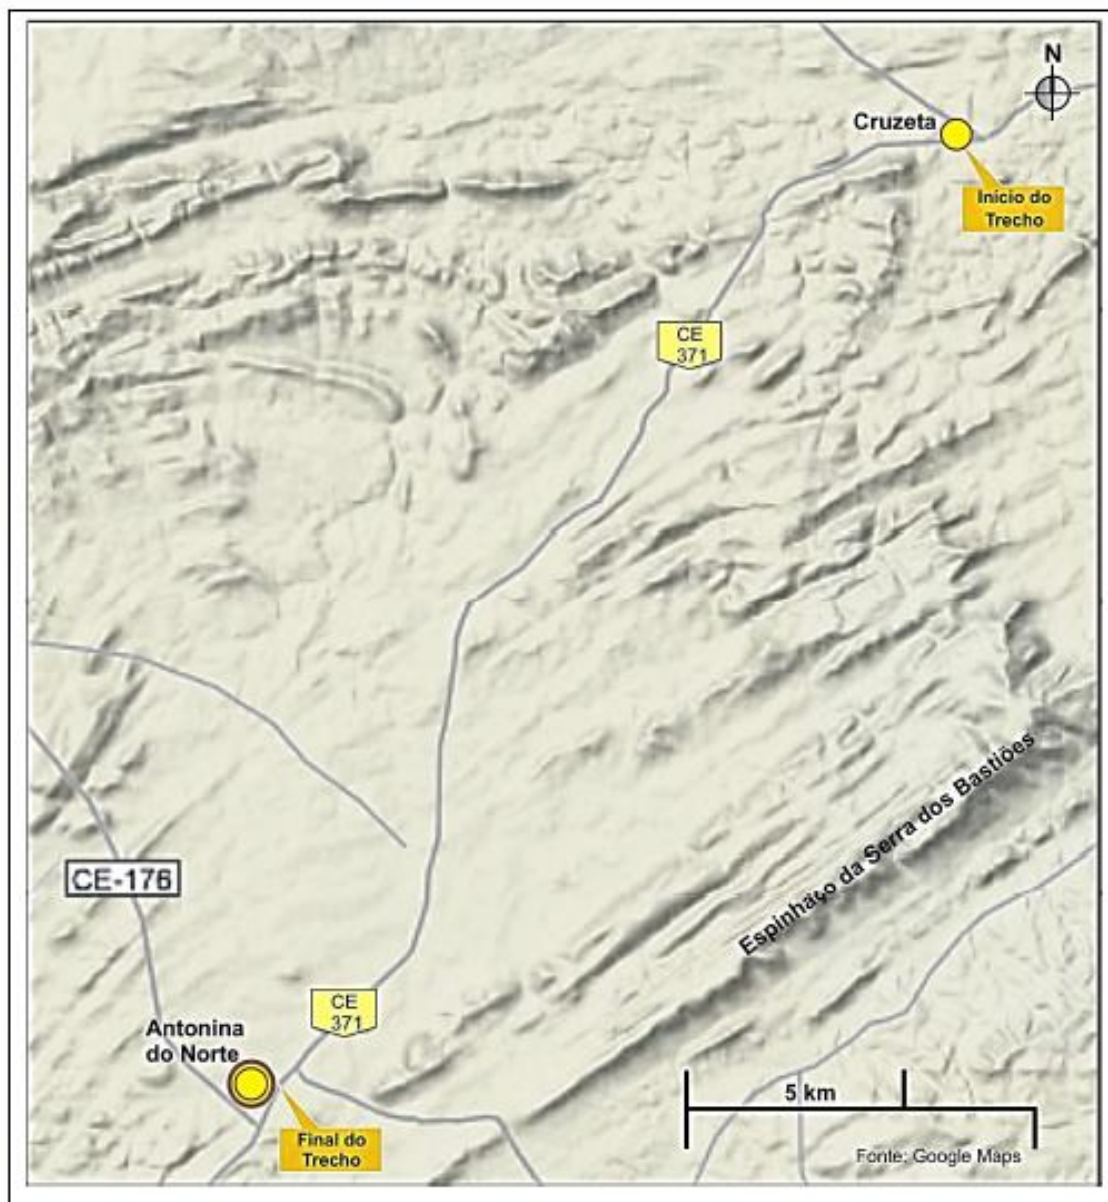 N
Cruzeta
Início do
Trecho
CE
371
Espinhaço da Serra dos Bastiões
CE-176
CE
371
Antonina
do Norte
Final do
Trecho
5 km
Fonte: Google Maps